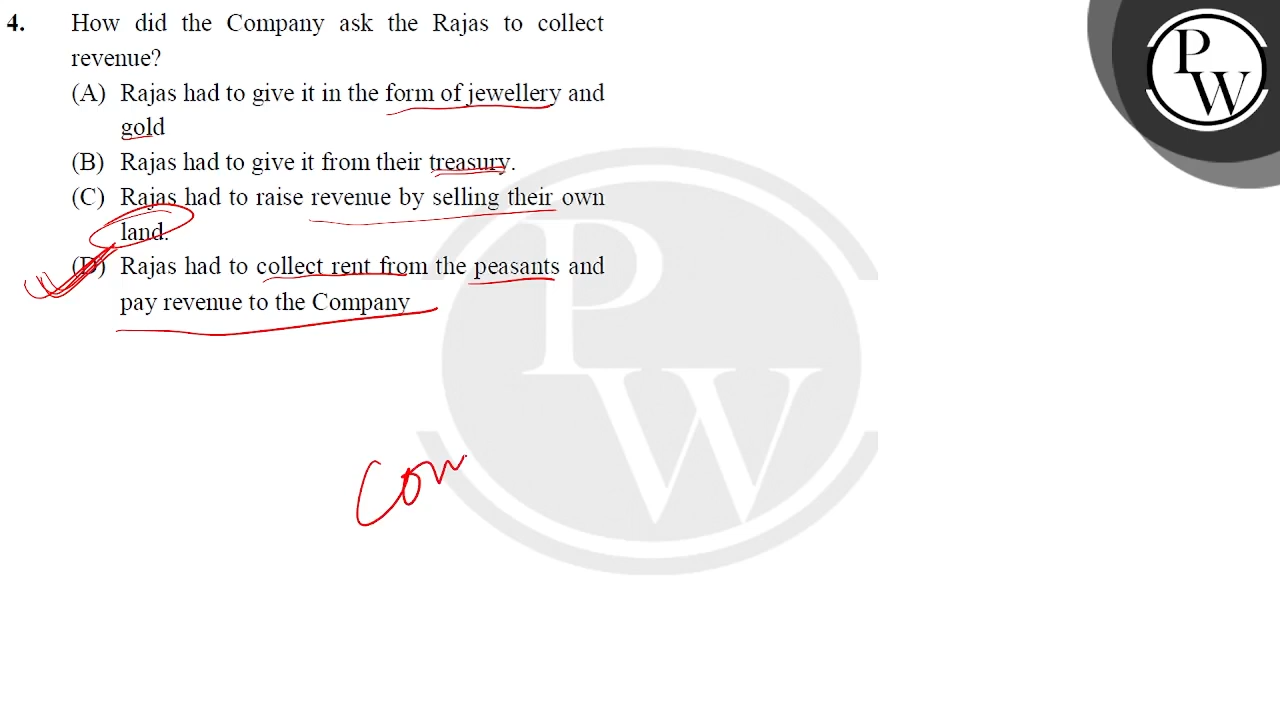 4. How did the Company ask the Rajas to collect
revenue?
(A) Rajas had to give it in the form of jewellery and
gold
(B) Rajas had to give it from their treasury.
(C) Rajas had to raise revenue by selling their own
land.
(D) Rajas had to collect rent from the peasants and
pay revenue to the Company
Com
P
W
P
W